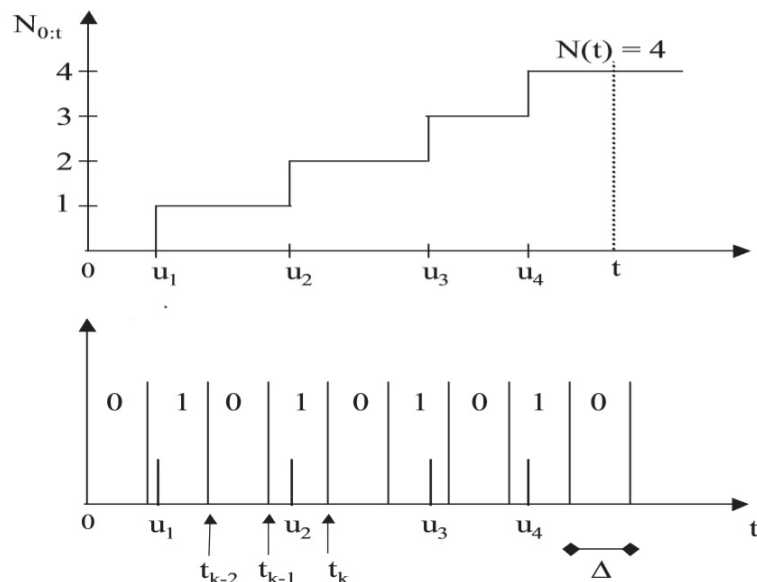 N0:t
N(t) = 4
4
3
2
1
0 u1 u2 u3 u4 t
0 1 0 1 0 1 0 1 0
0 u1 u2 u3 u4 t
tk-2 tk-1 tk Δ